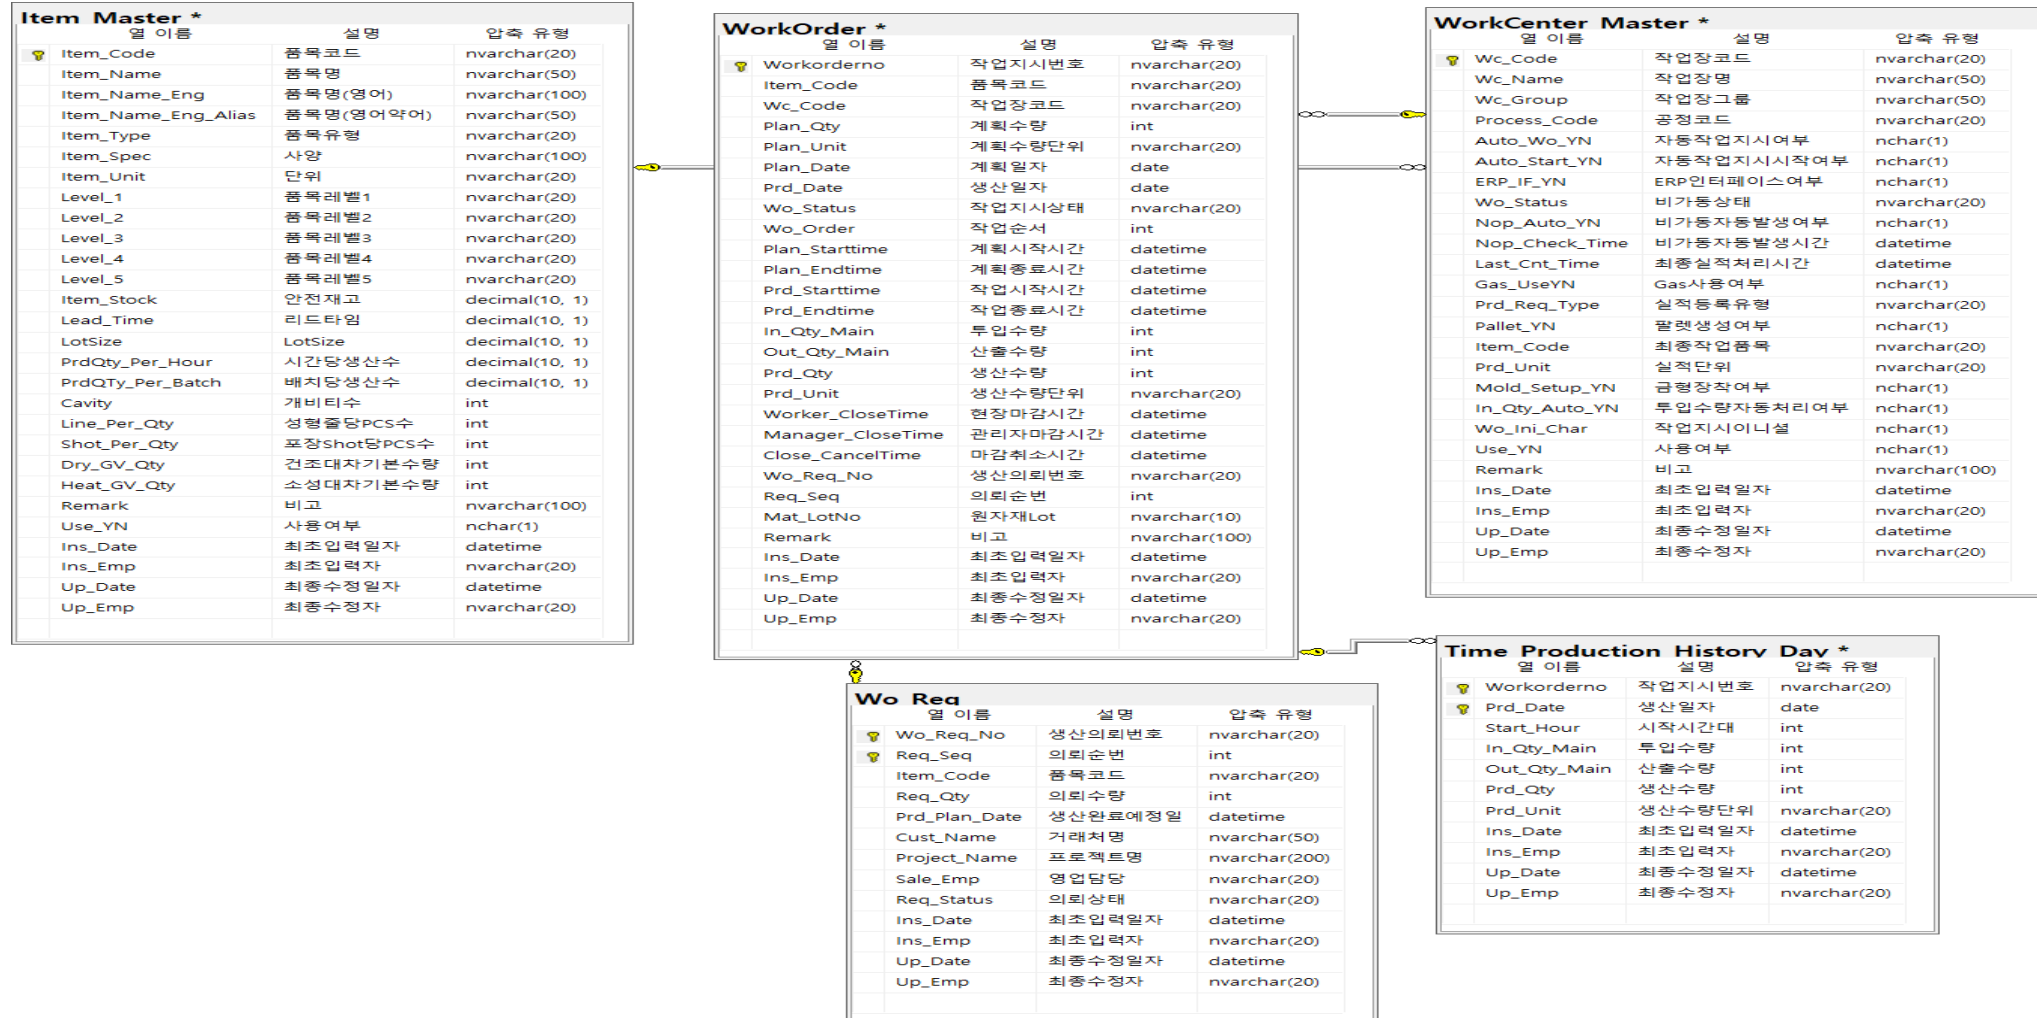 Item_Master *
열 이름 설명 압축 유형
Item_Code 품목코드 nvarchar(20)
Item_Name 품목명 nvarchar(50)
Item_Name_Eng 품목명(영어) nvarchar(100)
Item_Name_Eng_Alias 품목명(영어약어) nvarchar(50)
Item_Type 품목유형 nvarchar(20)
Item_Spec 사양 nvarchar(100)
Item_Unit 단위 nvarchar(20)
Level_1 품목레벨1 nvarchar(20)
Level_2 품목레벨2 nvarchar(20)
Level_3 품목레벨3 nvarchar(20)
Level_4 품목레벨4 nvarchar(20)
Level_5 품목레벨5 nvarchar(20)
Item_Stock 안전재고 decimal(10, 1)
Lead_Time 리드타임 decimal(10, 1)
LotSize LotSize decimal(10, 1)
PrdQty_Per_Hour 시간당생산수 decimal(10, 1)
PrdQTy_Per_Batch 배치당생산수 decimal(10, 1)
Cavity 개비티수 int
Line_Per_Qty 성형줄당PCS수 int
Shot_Per_Qty 포장Shot당PCS수 int
Dry_GV_Qty 건조대차기본수량 int
Heat_GV_Qty 소성대차기본수량 int
Remark 비고 nvarchar(100)
Use_YN 사용여부 nchar(1)
Ins_Date 최초입력일자 datetime
Ins_Emp 최초입력자 nvarchar(20)
Up_Date 최종수정일자 datetime
Up_Emp 최종수정자 nvarchar(20)
WorkOrder *
열 이름 설명 압축 유형
Workorderno 작업지시번호 nvarchar(20)
Item_Code 품목코드 nvarchar(20)
Wc_Code 작업장코드 nvarchar(20)
Plan_Qty 계획수량 int
Plan_Unit 계획수량단위 nvarchar(20)
Plan_Date 계획일자 date
Prd_Date 생산일자 date
Wo_Status 작업지시상태 nvarchar(20)
Wo_Order 작업순서 int
Plan_Starttime 계획시작시간 datetime
Plan_Endtime 계획종료시간 datetime
Prd_Starttime 작업시작시간 datetime
Prd_Endtime 작업종료시간 datetime
In_Qty_Main 투입수량 int
Out_Qty_Main 산출수량 int
Prd_Qty 생산수량 int
Prd_Unit 생산수량단위 nvarchar(20)
Worker_CloseTime 현장마감시간 datetime
Manager_CloseTime 관리자마감시간 datetime
Close_CancelTime 마감취소시간 datetime
Wo_Req_No 생산의뢰번호 nvarchar(20)
Req_Seq 의뢰순번 int
Mat_LotNo 원자재Lot nvarchar(10)
Remark 비고 nvarchar(100)
Ins_Date 최초입력일자 datetime
Ins_Emp 최초입력자 nvarchar(20)
Up_Date 최종수정일자 datetime
Up_Emp 최종수정자 nvarchar(20)
WorkCenter_Master *
열 이름 설명 압축 유형
Wc_Code 작업장코드 nvarchar(20)
Wc_Name 작업장명 nvarchar(50)
Wc_Group 작업장그룹 nvarchar(50)
Process_Code 공정코드 nvarchar(20)
Auto_Wo_YN 자동작업지시여부 nchar(1)
Auto_Start_YN 자동작업지시시작여부 nchar(1)
ERP_IF_YN ERP인터페이스여부 nchar(1)
Wo_Status 비가동상태 nvarchar(20)
Nop_Auto_YN 비가동자동발생여부 nchar(1)
Nop_Check_Time 비가동자동발생시간 datetime
Last_Cnt_Time 최종실적처리시간 datetime
Gas_UseYN Gas사용여부 nchar(1)
Prd_Req_Type 실적등록유형 nvarchar(20)
Pallet_YN 팔렛생성여부 nchar(1)
Item_Code 최종작업품목 nvarchar(20)
Prd_Unit 실적단위 nvarchar(20)
Mold_Setup_YN 금형장착여부 nchar(1)
In_Qty_Auto_YN 투입수량자동처리여부 nchar(1)
Wo_Ini_Char 작업지시이니셜 nchar(1)
Use_YN 사용여부 nchar(1)
Remark 비고 nvarchar(100)
Ins_Date 최초입력일자 datetime
Ins_Emp 최초입력자 nvarchar(20)
Up_Date 최종수정일자 datetime
Up_Emp 최종수정자 nvarchar(20)
Wo_Req
열 이름 설명 압축 유형
Wo_Req_No 생산의뢰번호 nvarchar(20)
Req_Seq 의뢰순번 int
Item_Code 품목코드 nvarchar(20)
Req_Qty 의뢰수량 int
Prd_Plan_Date 생산완료예정일 datetime
Cust_Name 거래처명 nvarchar(50)
Project_Name 프로젝트명 nvarchar(200)
Sale_Emp 영업담당 nvarchar(20)
Req_Status 의뢰상태 nvarchar(20)
Ins_Date 최초입력일자 datetime
Ins_Emp 최초입력자 nvarchar(20)
Up_Date 최종수정일자 datetime
Up_Emp 최종수정자 nvarchar(20)
Time_Production_History_Day *
열 이름 설명 압축 유형
Workorderno 작업지시번호 nvarchar(20)
Prd_Date 생산일자 date
Start_Hour 시작시간대 int
In_Qty_Main 투입수량 int
Out_Qty_Main 산출수량 int
Prd_Qty 생산수량 int
Prd_Unit 생산수량단위 nvarchar(20)
Ins_Date 최초입력일자 datetime
Ins_Emp 최초입력자 nvarchar(20)
Up_Date 최종수정일자 datetime
Up_Emp 최종수정자 nvarchar(20)